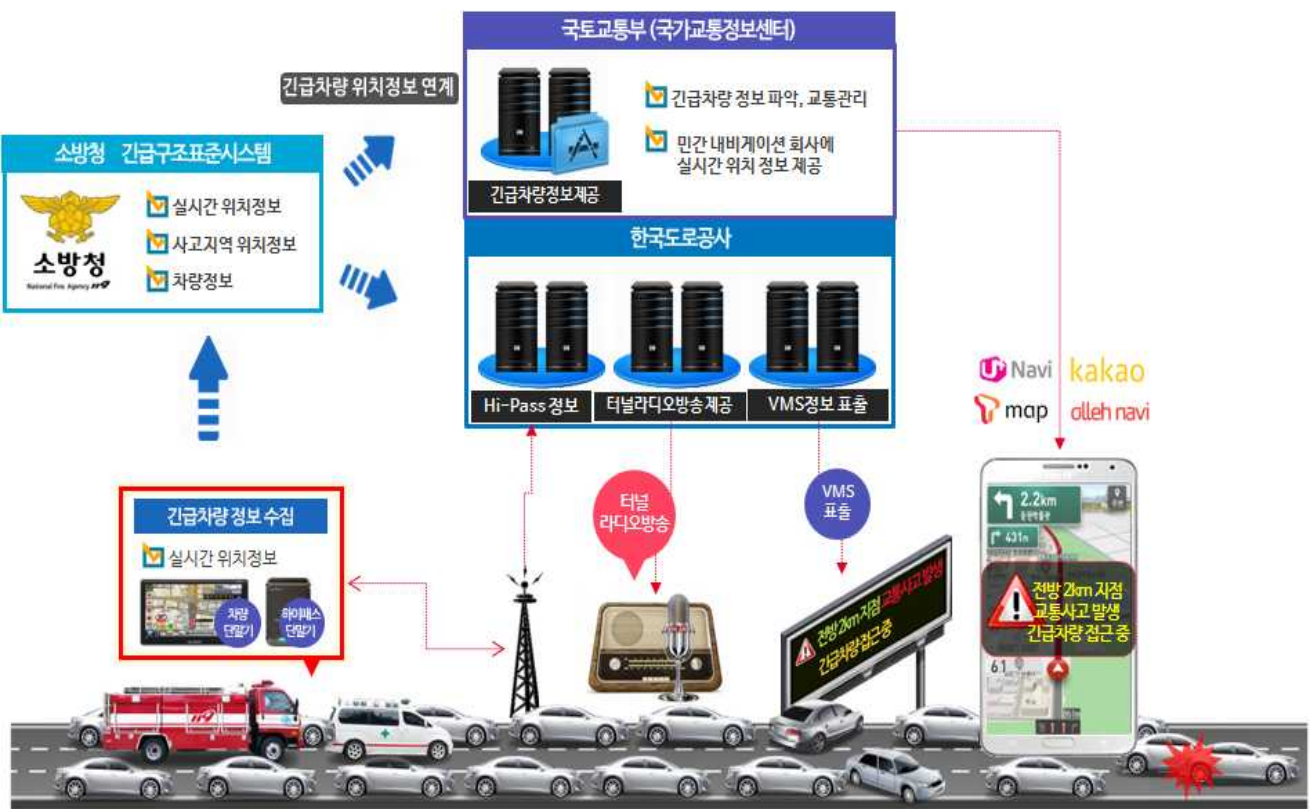 국토교통부 (국가교통정보센터)
긴급차량 위치정보 연계
긴급차량 정보 파악, 교통관리
민간 내비게이션 회사에
실시간 위치 정보 제공
긴급차량정보제공
소방청 긴급구조표준시스템
실시간 위치정보
사고지역 위치정보
차량정보
소방청
National Fire Agency 119
한국도로공사
Hi-Pass 정보
터널라디오방송 제공
VMS정보 표출
U+ Navi
kakao
T map
olleh navi
긴급차량 정보 수집
실시간 위치정보
차량
단말기
하이패스
단말기
터널
라디오방송
VMS
표출
전방 2km 지점 교통사고 발생
긴급차량 접근 중
2.2km
431m
전방 2km 지점
교통사고 발생
긴급차량 접근 중
61
119